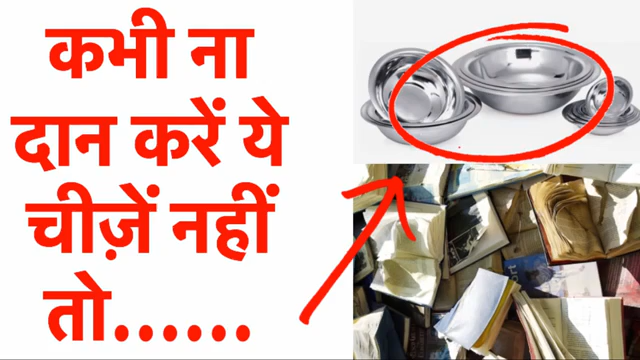 कभी ना
दान करें ये
चीज़ें नहीं
तो......